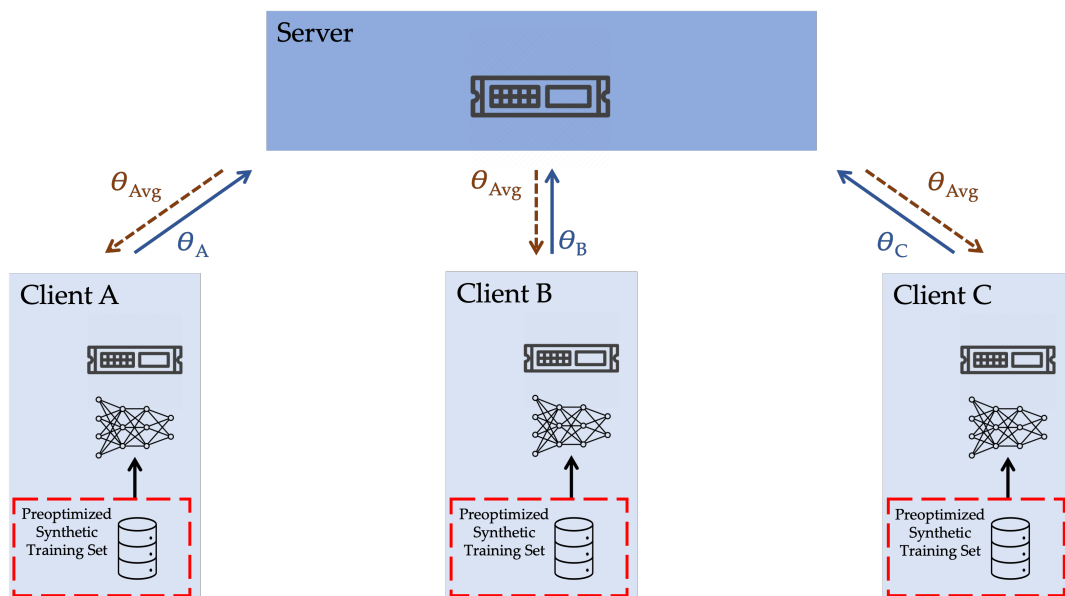 Server
θAvg
θA
θAvg
θB
θAvg
θC
Client A
Client B
Client C
Preoptimized
Synthetic
Training Set
Preoptimized
Synthetic
Training Set
Preoptimized
Synthetic
Training Set